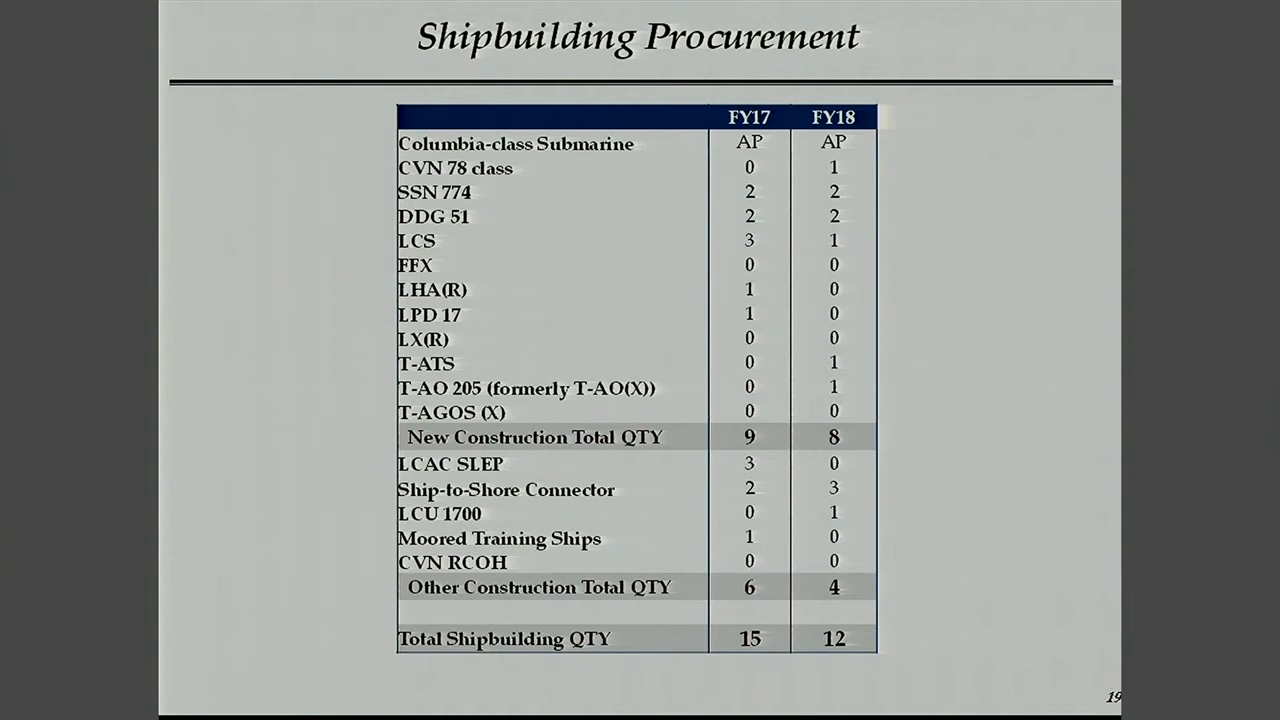 Shipbuilding Procurement
FY17 FY18
Columbia-class Submarine AP AP
CVN 78 class 0 1
SSN 774 2 2
DDG 51 2 2
LCS 3 1
FFX 0 0
LHA(R) 1 0
LPD 17 1 0
LX(R) 0 0
T-ATS 0 1
T-AO 205 (formerly T-AO(X)) 0 1
T-AGOS (X) 0 0
New Construction Total QTY 9 8
LCAC SLEP 3 0
Ship-to-Shore Connector 2 3
LCU 1700 0 1
Moored Training Ships 1 0
CVN RCOH 0 0
Other Construction Total QTY 6 4
Total Shipbuilding QTY 15 12
19